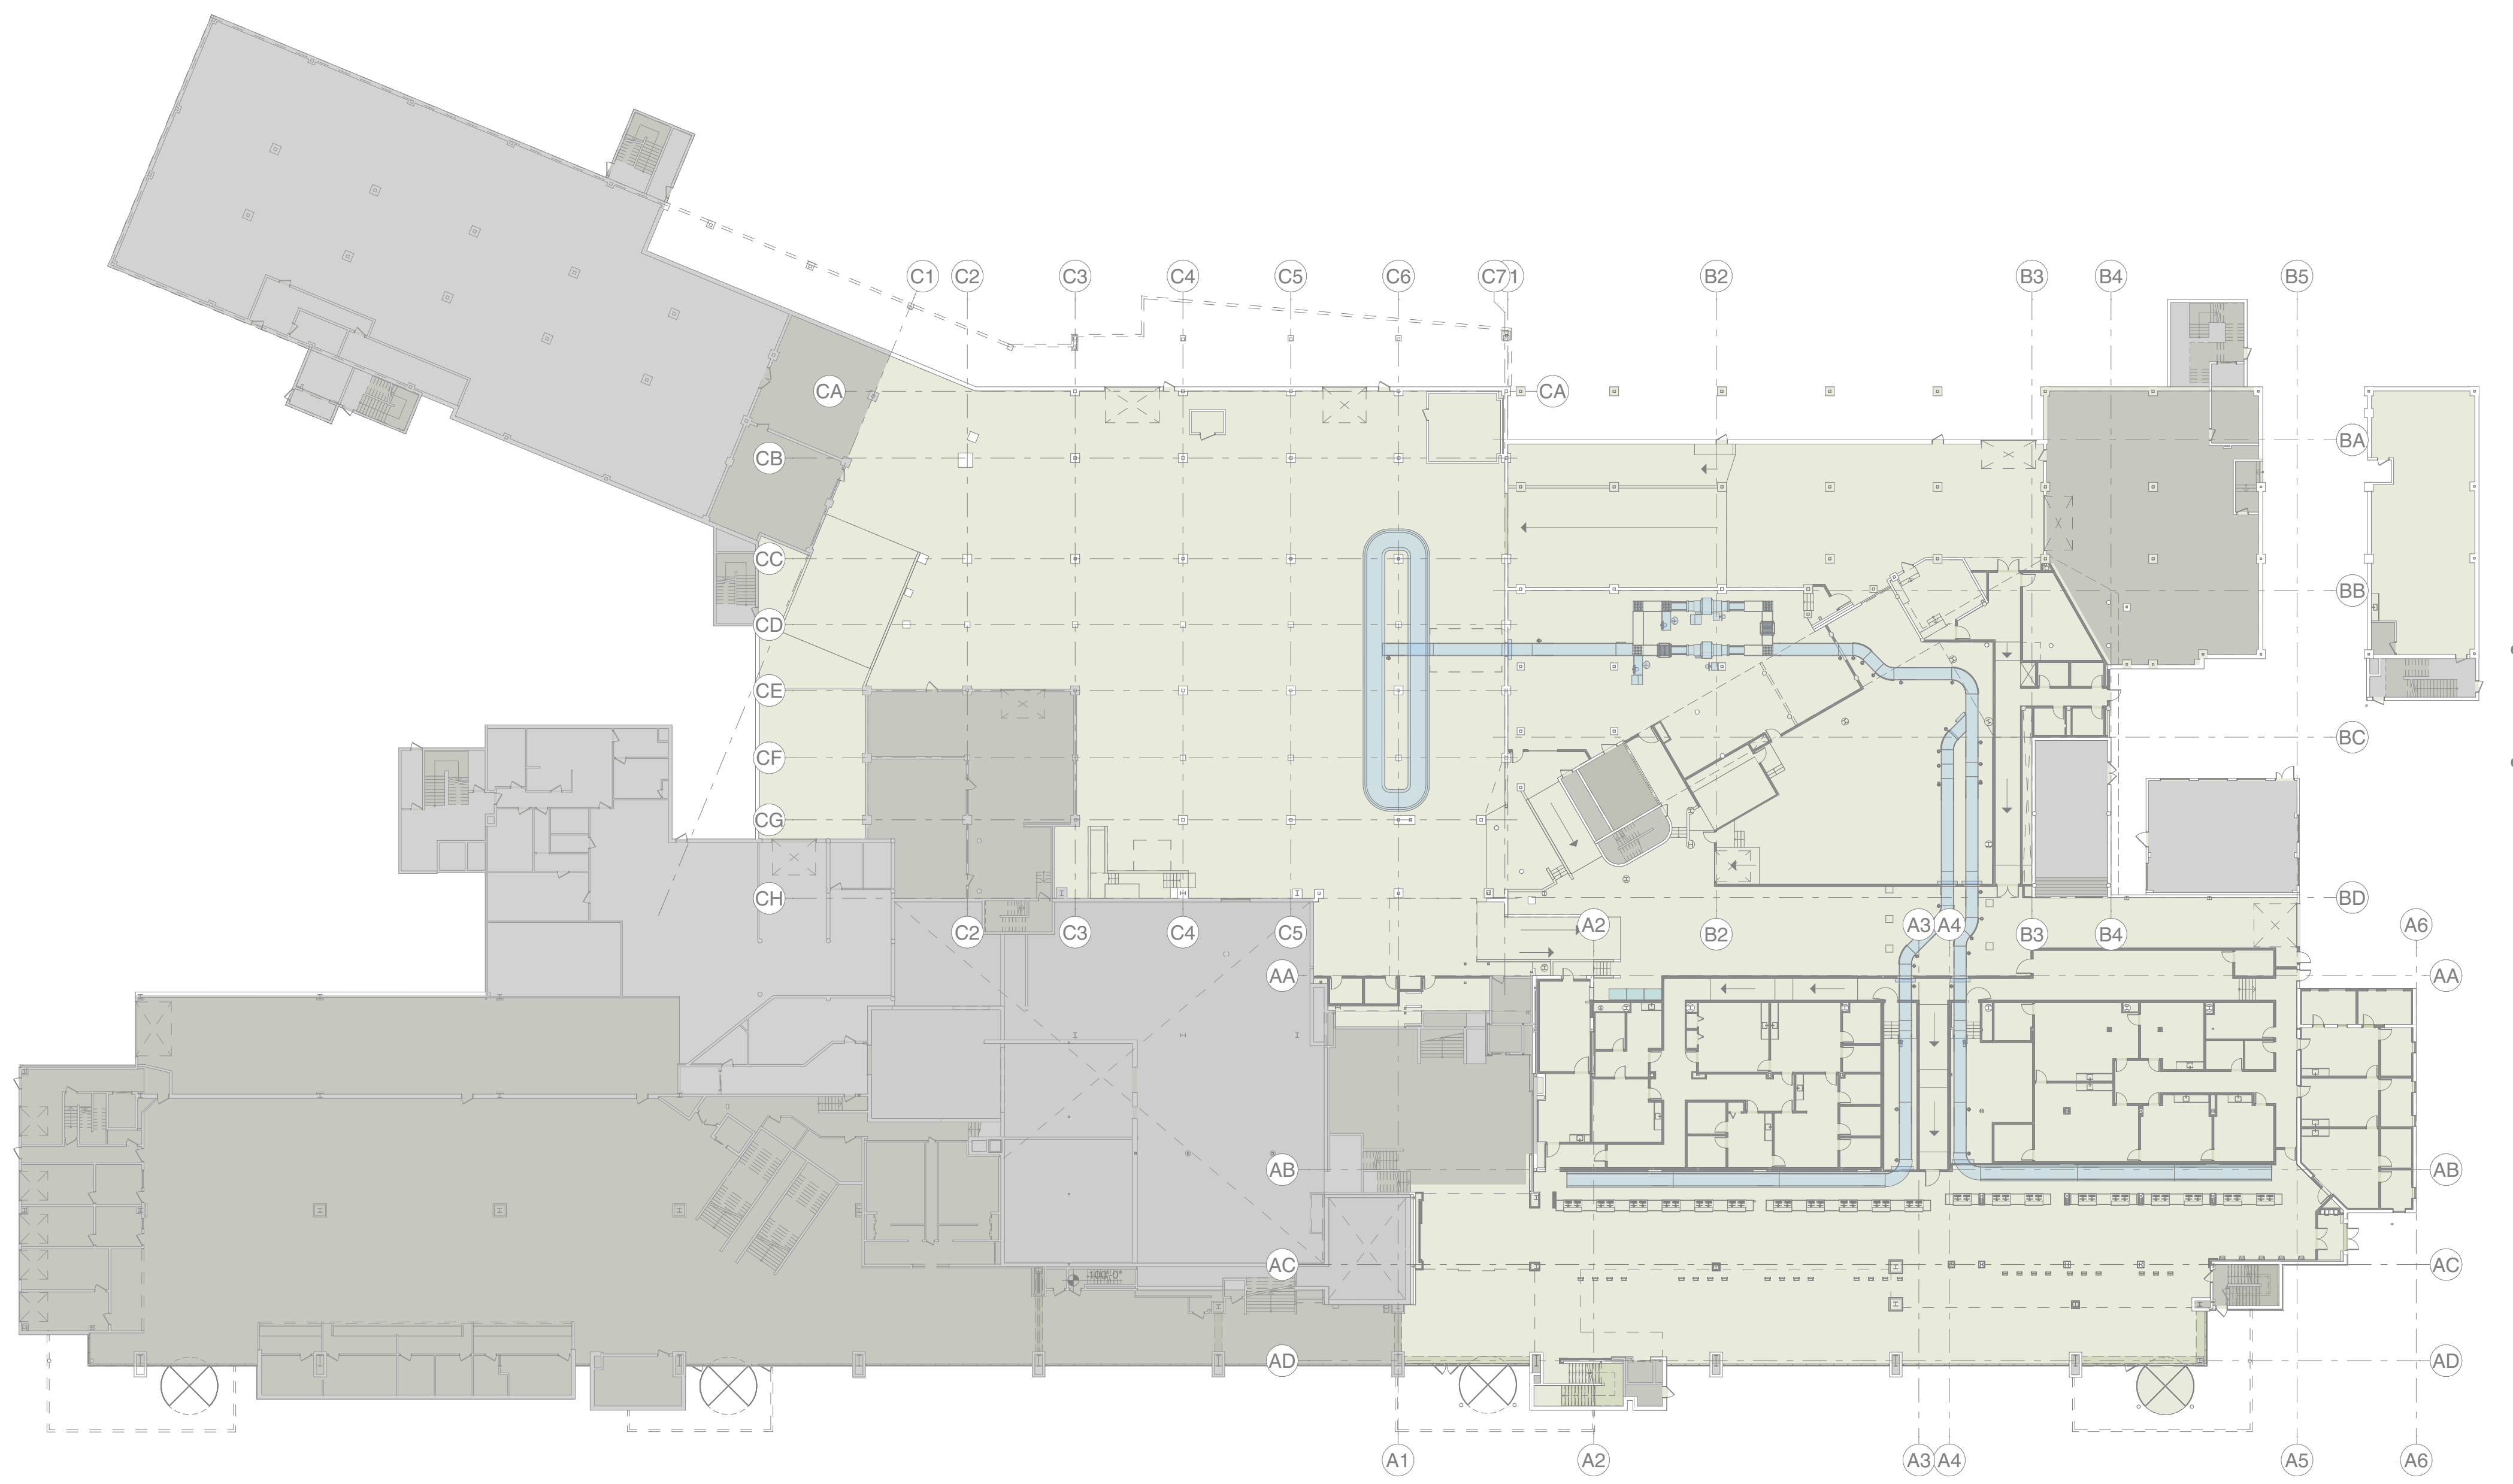 C1 C2 C3 C4 C5 C6 C7 1 B2 B3 B4 B5
CA CA
BA
CB
CC
BB
CD
CE
BC
CF
CG
CH BD
C2 C3 C4 C5 A2 B2 A3 A4 B3 B4 A6
AA AA
AB AB
AC AC
100'-0"
AD AD
A1 A2 A3 A4 A5 A6